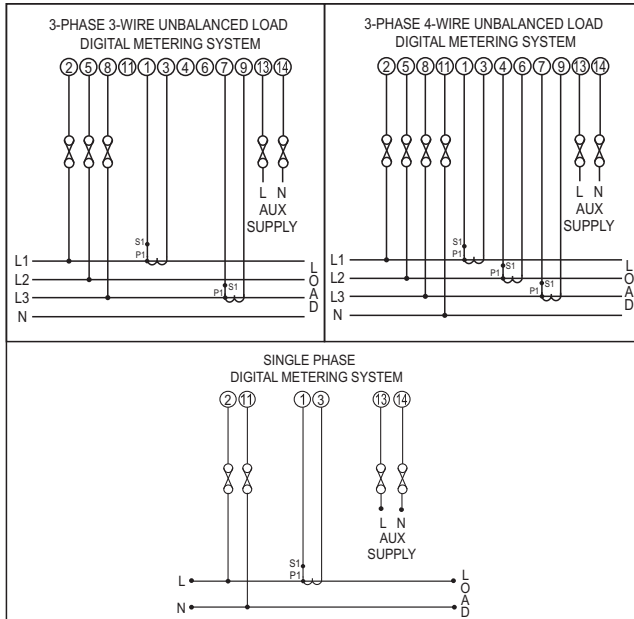 3-PHASE 3-WIRE UNBALANCED LOAD
DIGITAL METERING SYSTEM
2 5 8 11 1 3 4 6 7 9 13 14
L N
AUX
SUPPLY
S1
P1
S1
P1
L1
L2
L3
N
LOAD
3-PHASE 4-WIRE UNBALANCED LOAD
DIGITAL METERING SYSTEM
2 5 8 11 1 3 4 6 7 9 13 14
L N
AUX
SUPPLY
S1
P1
S1
P1
S1
P1
L1
L2
L3
N
LOAD
SINGLE PHASE
DIGITAL METERING SYSTEM
2 11 1 3 13 14
L N
AUX
SUPPLY
S1
P1
L
N
LOAD